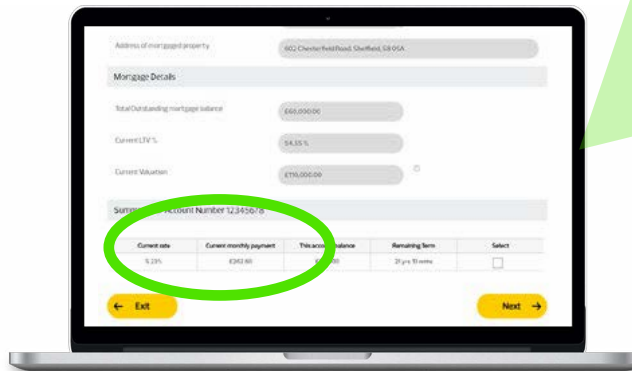 Address of mortgaged property
602 Chesterfield Road, Sheffield, S8 0SA
Mortgage Details
Total Outstanding mortgage balance
£60,000.00
Current LTV %
54.55 %
Current Valuation
£110,000.00
Account Number 12345678
Current rate Current monthly payment This account balance Remaining Term Select
5.23%
← Exit Next →